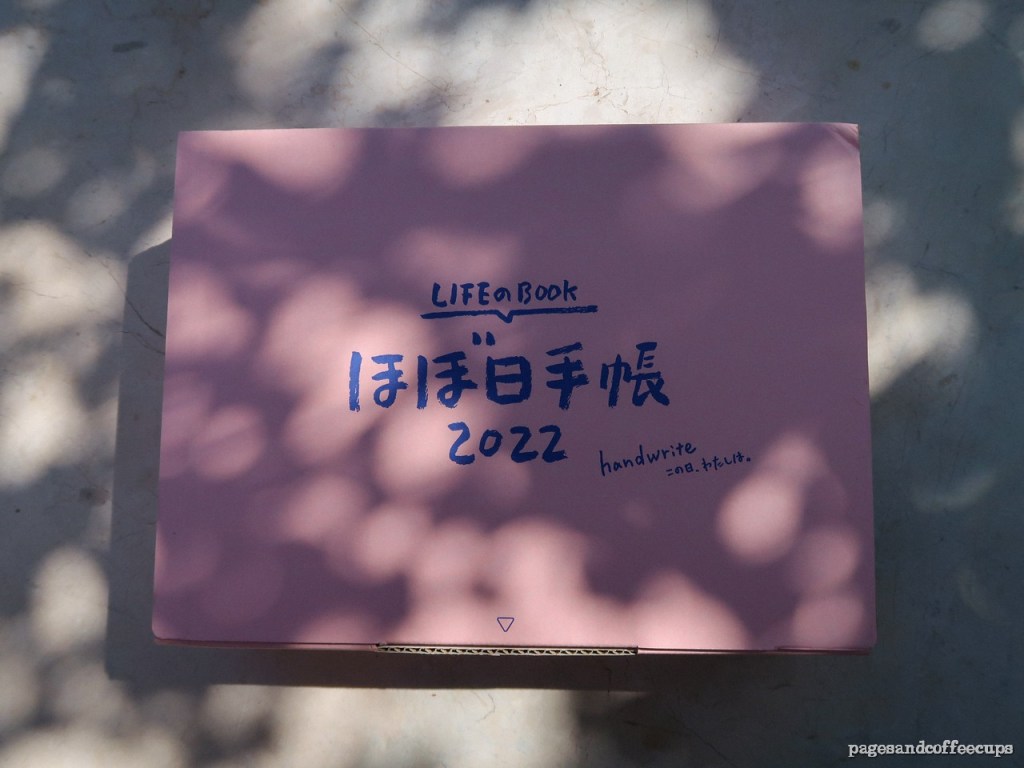 LIFEのBOOK
ほぼ日手帳
2022
handwrite
この日、わたしは。
pagesandcoffeecups